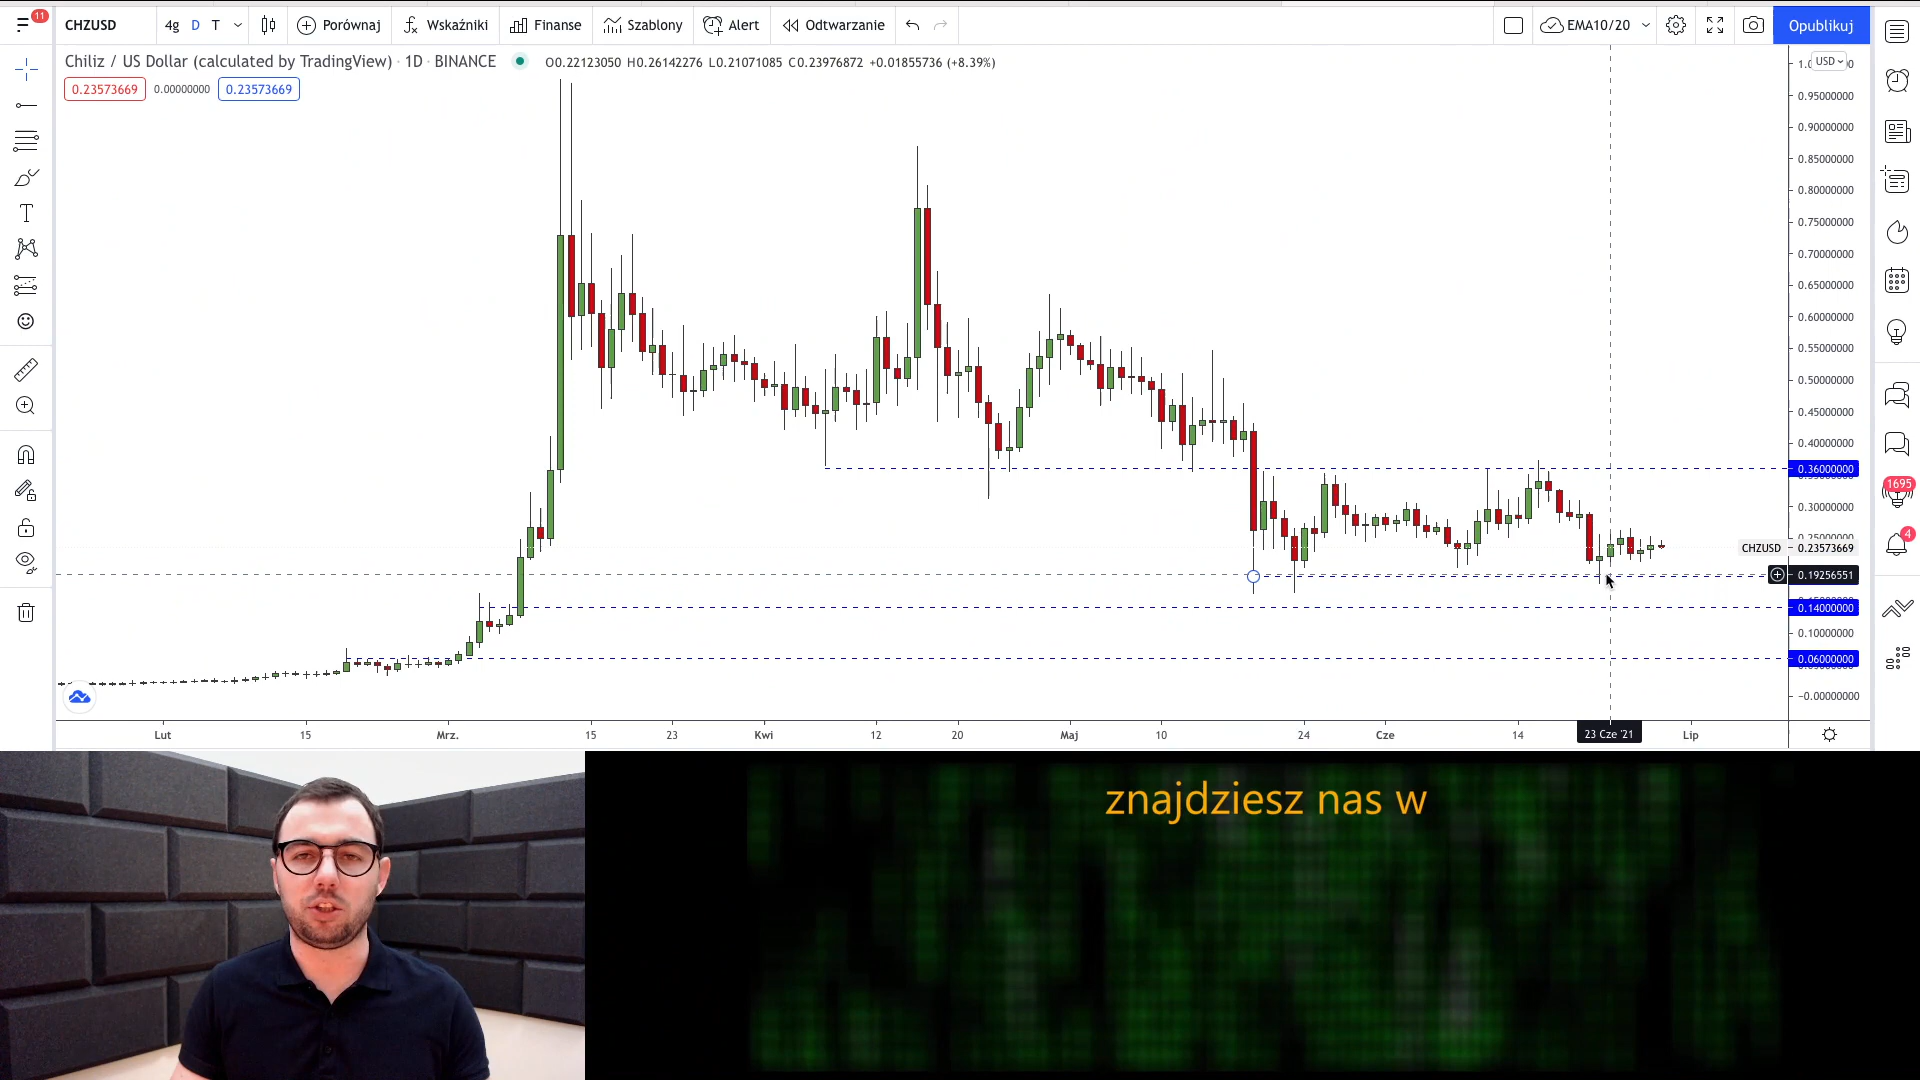 11
CHZUSD
4g D T
Porównaj
Wskaźniki
Finanse
Szablony
Alert
Odtwarzanie
EMA10/20
Opublikuj
Chiliz / US Dollar (calculated by TradingView) · 1D · BINANCE
O0.22123050 H0.26142276 L0.21071085 C0.23976872 +0.01855736 (+8.39%)
USD
0.23573669
0.00000000
0.23573669
0.95000000
0.90000000
0.85000000
0.80000000
0.75000000
0.70000000
0.65000000
0.60000000
0.55000000
0.50000000
0.45000000
0.40000000
0.36000000
0.30000000
CHZUSD
0.23573669
0.19256551
0.14000000
0.10000000
0.06000000
−0.00000000
1695
4
Lut
15
Mrz.
15
23
Kwi
12
20
Maj
10
24
Cze
14
23 Cze '21
Lip
znajdziesz nas w